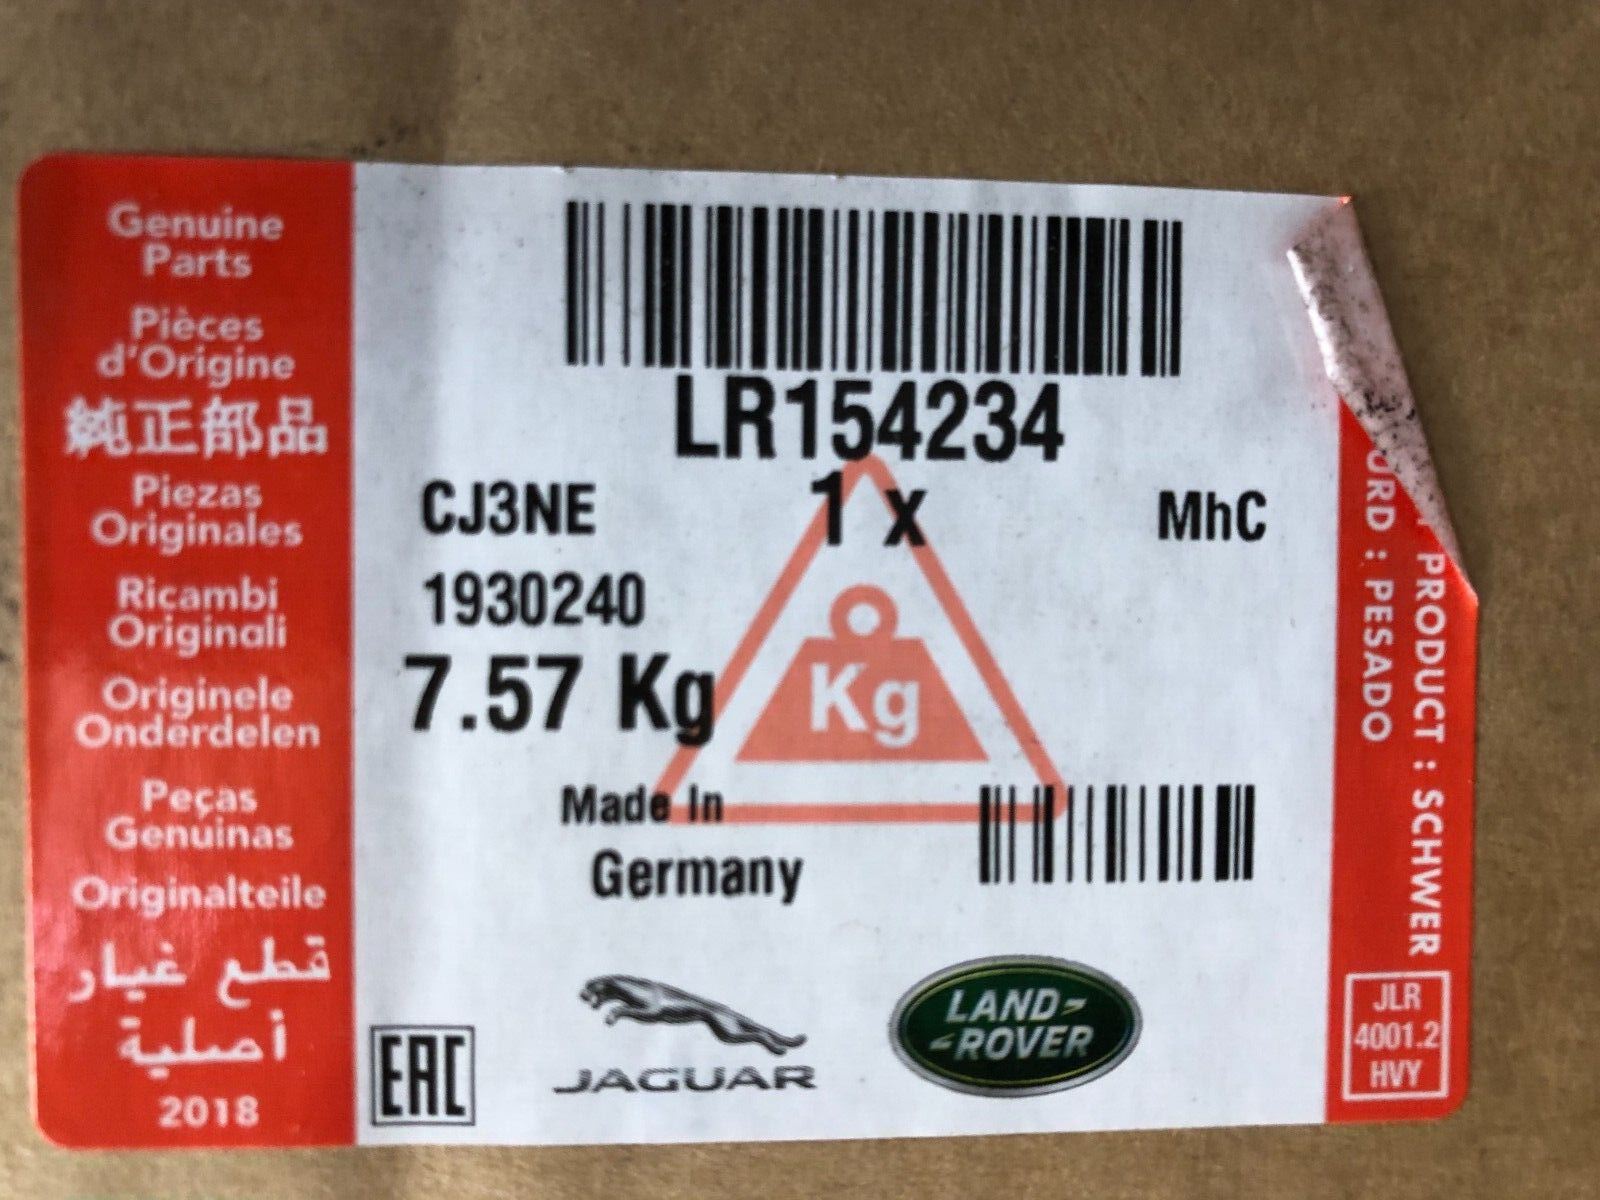 Genuine
Parts
Pièces
d'Origine
純正部品
Piezas
Originales
Ricambi
Originali
Originele
Onderdelen
Peças
Genuinas
Originalteile
قطع غيار
أصلية
2018
LR154234
CJ3NE
1 x
MhC
1930240
7.57 Kg
Kg
Made In
Germany
EAC
JAGUAR
LAND-
-ROVER
PRODUCT : SCHWER
: PESADO
JLR
4001.2
HVY